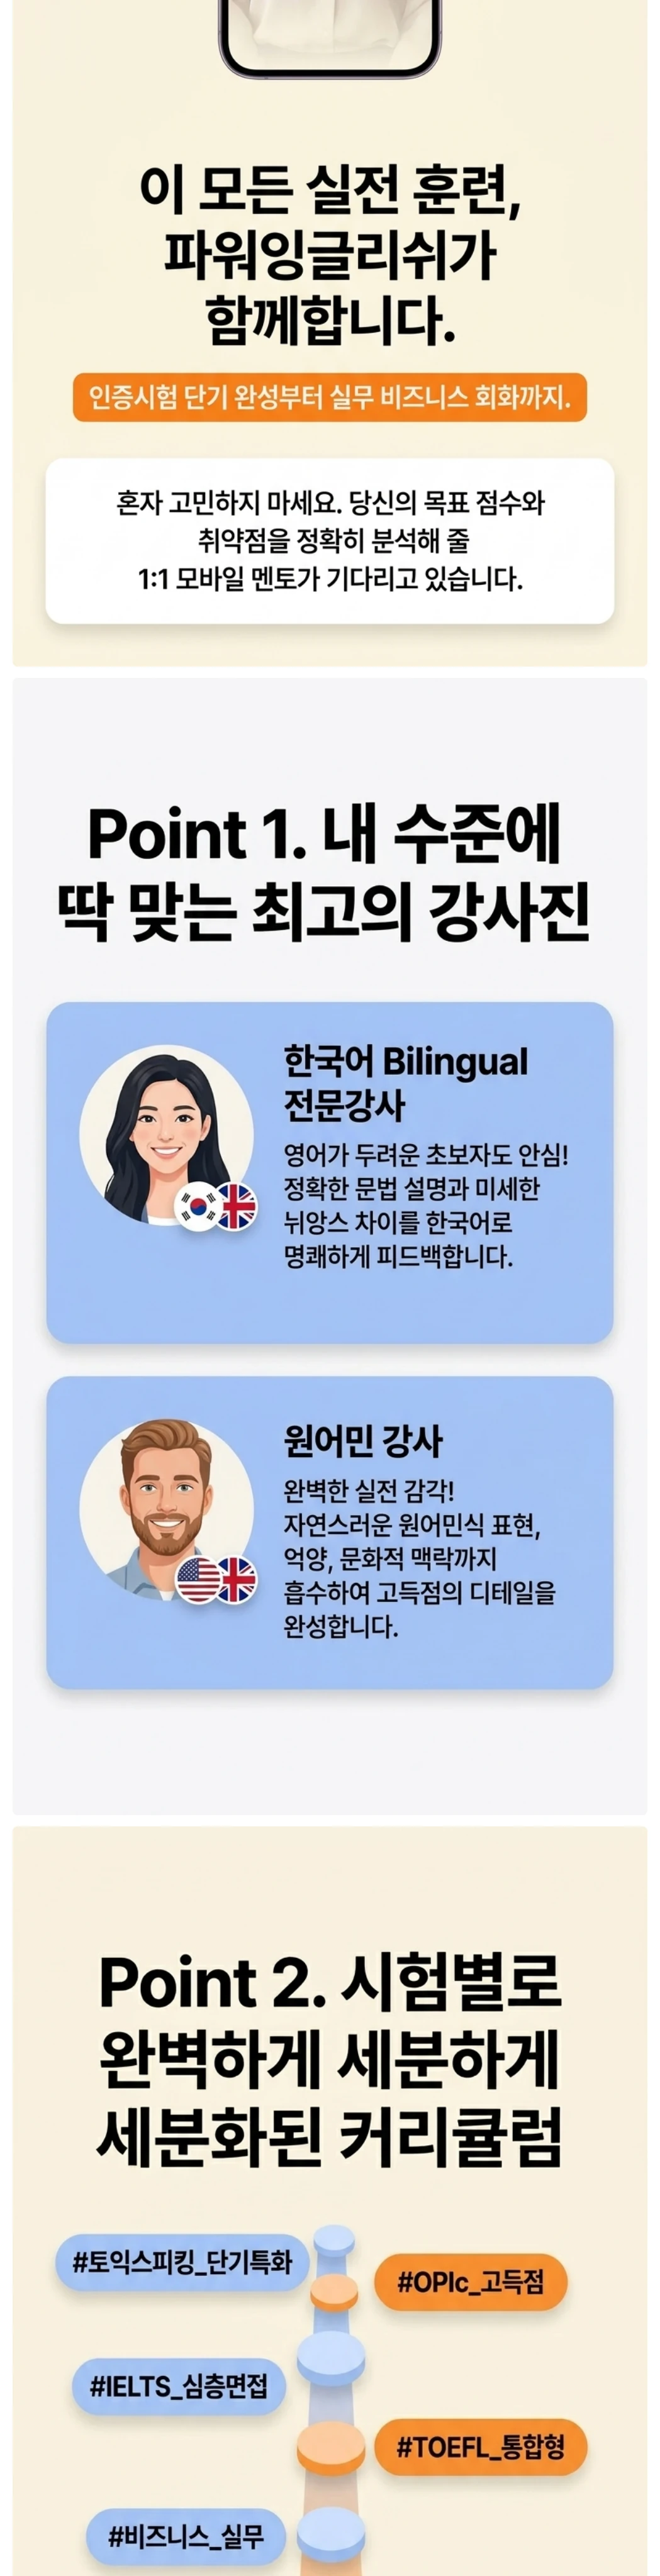 이 모든 실전 훈련,
파워잉글리쉬가
함께합니다.
인증시험 단기 완성부터 실무 비즈니스 회화까지.
혼자 고민하지 마세요. 당신의 목표 점수와
취약점을 정확히 분석해 줄
1:1 모바일 멘토가 기다리고 있습니다.
Point 1. 내 수준에
딱 맞는 최고의 강사진
한국어 Bilingual
전문강사
영어가 두려운 초보자도 안심!
정확한 문법 설명과 미세한
뉘앙스 차이를 한국어로
명쾌하게 피드백합니다.
원어민 강사
완벽한 실전 감각!
자연스러운 원어민식 표현,
억양, 문화적 맥락까지
흡수하여 고득점의 디테일을
완성합니다.
Point 2. 시험별로
완벽하게 세분하게
세분화된 커리큘럼
#토익스피킹_단기특화
#OPIc_고득점
#IELTS_심층면접
#TOEFL_통합형
#비즈니스_실무